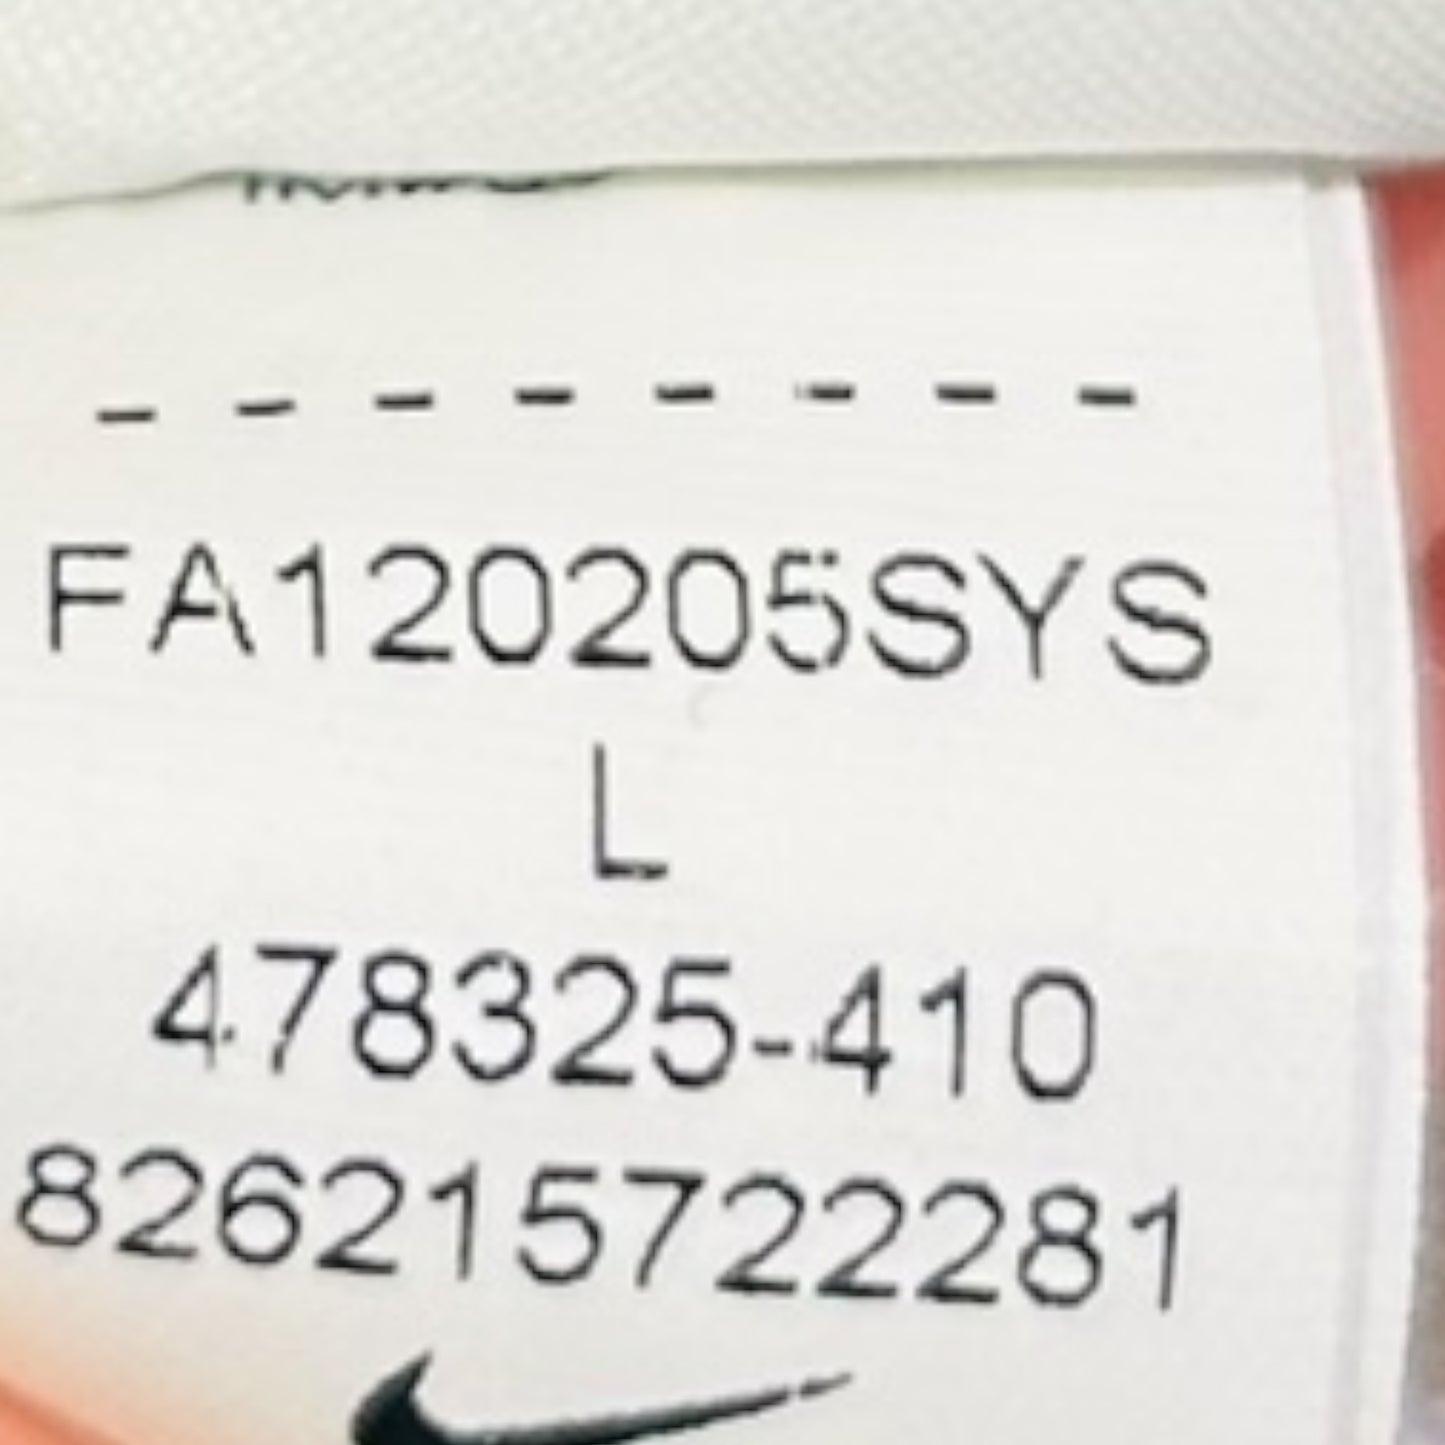 - - - - - - - -
FA120205SYS
L
478325-410
826215722281